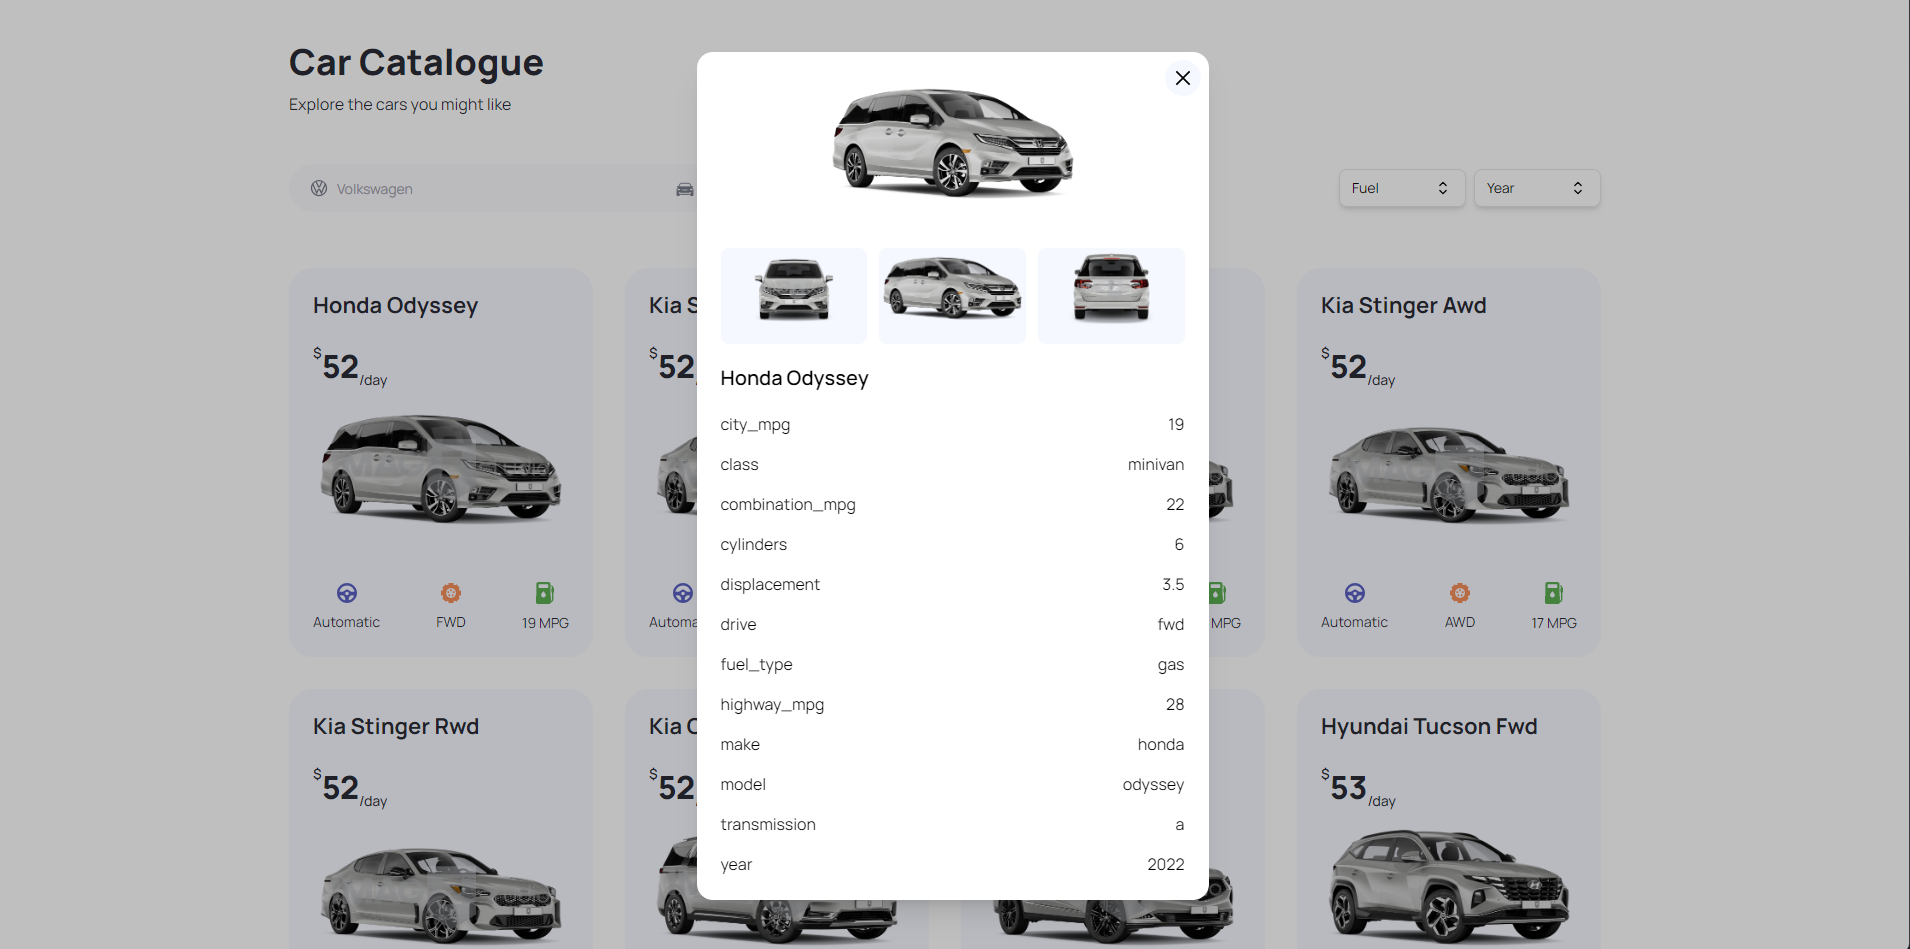 Car Catalogue
Explore the cars you might like
Volkswagen
Fuel
Year
Honda Odyssey
$52/day
Automatic
FWD
19 MPG
Kia S
$52
Automa
MPG
Kia Stinger Awd
$52/day
Automatic
AWD
17 MPG
Kia Stinger Rwd
$52/day
Kia
$52
Hyundai Tucson Fwd
$53/day
Honda Odyssey
city_mpg 19
class minivan
combination_mpg 22
cylinders 6
displacement 3.5
drive fwd
fuel_type gas
highway_mpg 28
make honda
model odyssey
transmission a
year 2022